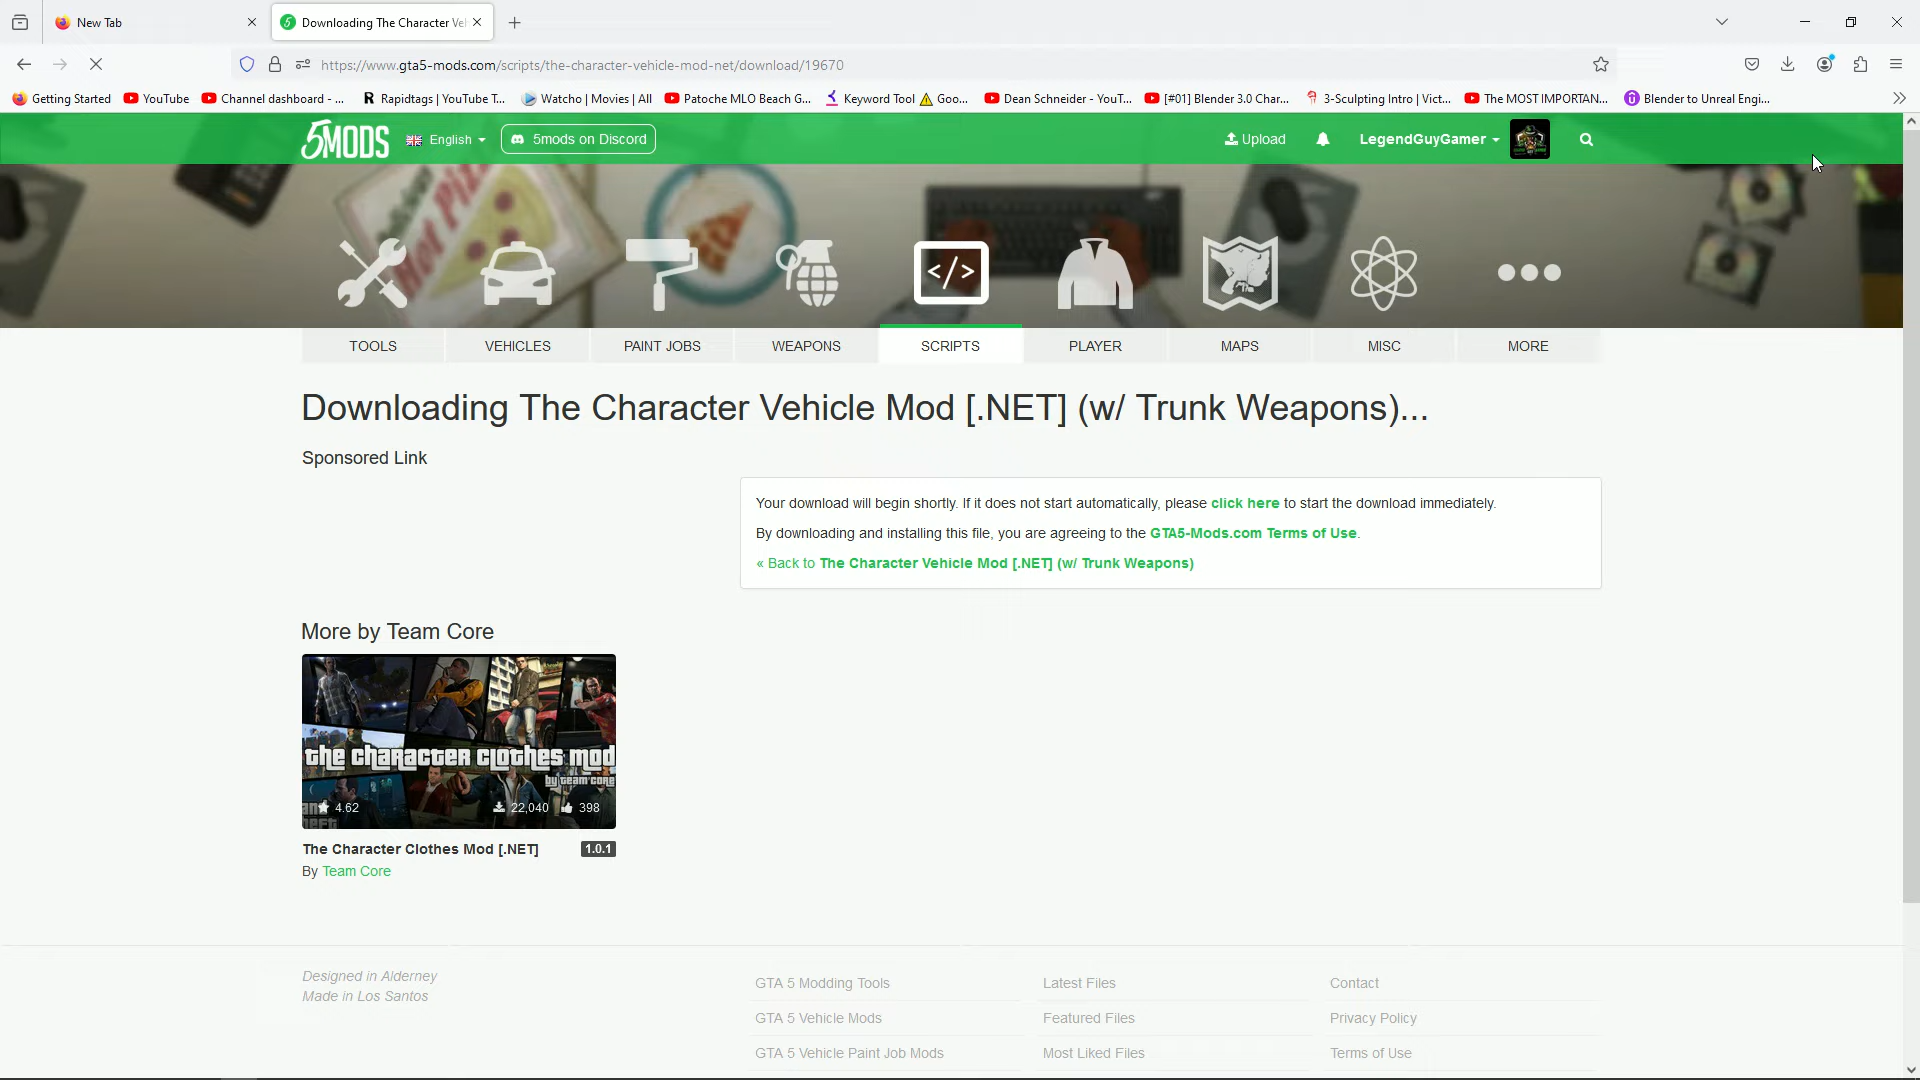 New Tab
Downloading The Character Veh
https://www.gta5-mods.com/scripts/the-character-vehicle-mod-net/download/19670
Getting Started
YouTube
Channel dashboard - ...
Rapidtags | YouTube T...
Watcho | Movies | All
Patoche MLO Beach G...
Keyword Tool
Goo...
Dean Schneider - YouT...
[#01] Blender 3.0 Char...
3-Sculpting Intro | Vict...
The MOST IMPORTAN...
Blender to Unreal Engi...
5MODS
English
5mods on Discord
Upload
LegendGuyGamer
Hot Pizza
TOOLS
VEHICLES
PAINT JOBS
WEAPONS
SCRIPTS
PLAYER
MAPS
MISC
MORE
Downloading The Character Vehicle Mod [.NET] (w/ Trunk Weapons)...
Sponsored Link
Your download will begin shortly. If it does not start automatically, please click here to start the download immediately.
By downloading and installing this file, you are agreeing to the GTA5-Mods.com Terms of Use.
« Back to The Character Vehicle Mod [.NET] (w/ Trunk Weapons)
More by Team Core
the character clothes mod
by team core
4.62
22,040
398
The Character Clothes Mod [.NET]
1.0.1
By Team Core
Designed in Alderney
Made in Los Santos
GTA 5 Modding Tools
Latest Files
Contact
GTA 5 Vehicle Mods
Featured Files
Privacy Policy
GTA 5 Vehicle Paint Job Mods
Most Liked Files
Terms of Use